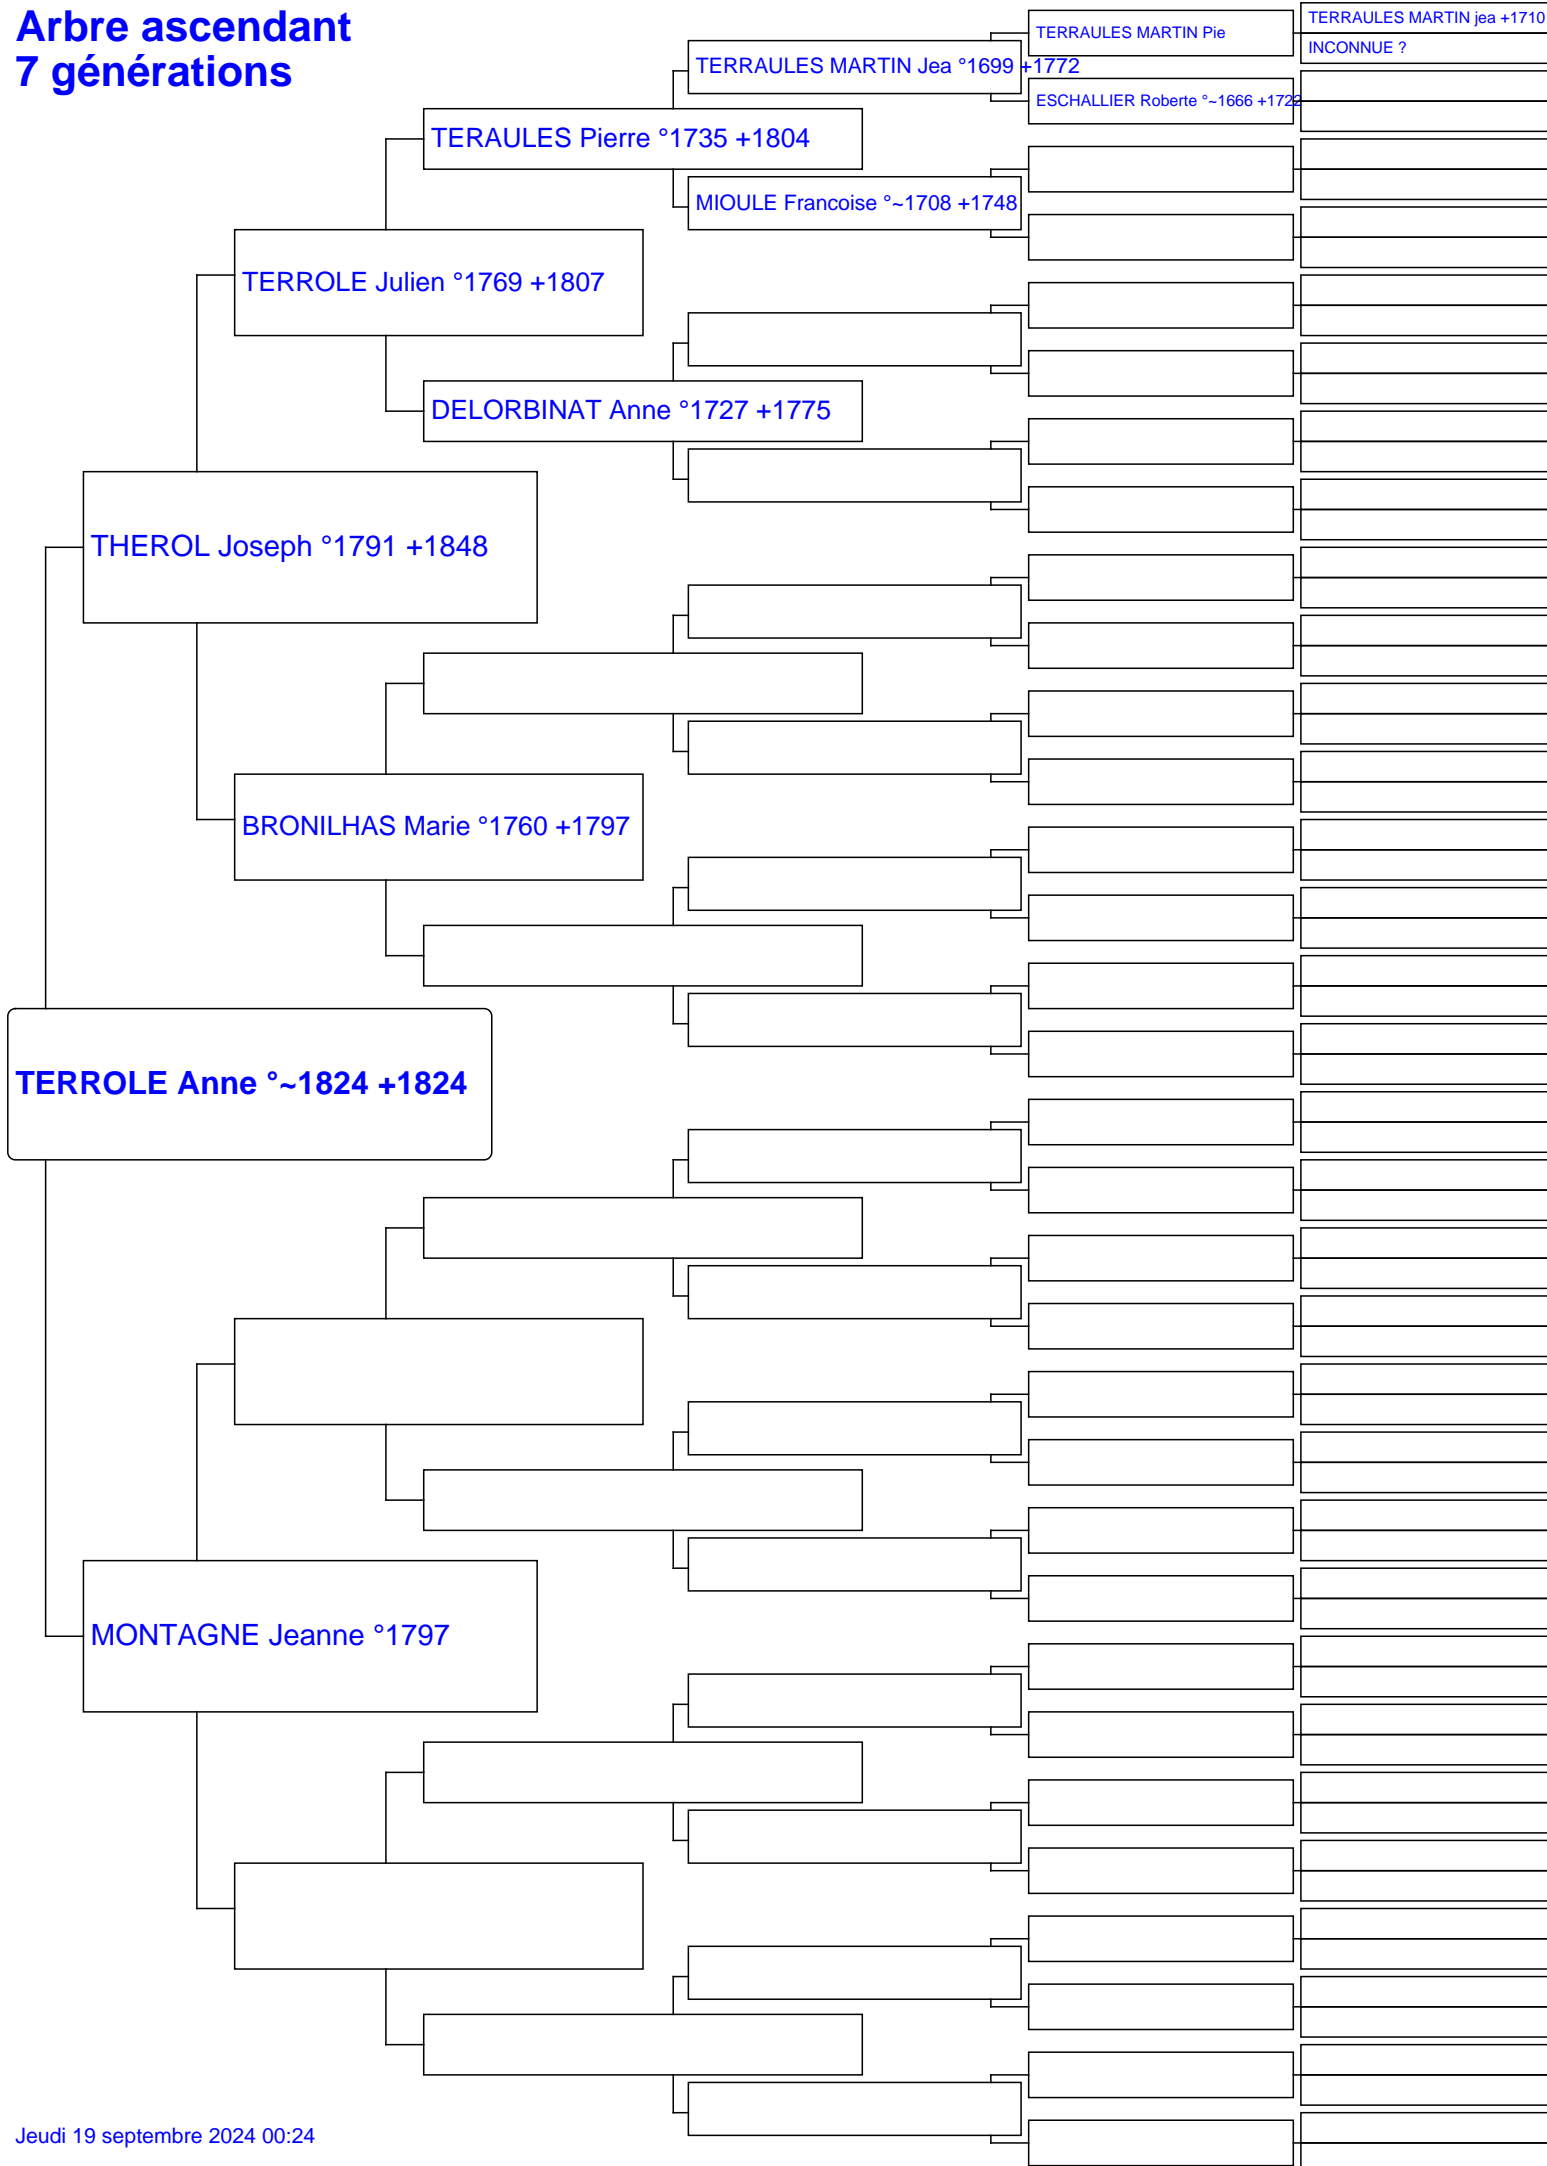 Arbre ascendant
7 générations
TERRAULES MARTIN jea +1710
INCONNUE ?
TERRAULES MARTIN Pie
TERRAULES MARTIN Jea °1699 +1772
ESCHALLIER Roberte °~1666 +1722
TERAULES Pierre °1735 +1804
MIOULE Francoise °~1708 +1748
TERROLE Julien °1769 +1807
DELORBINAT Anne °1727 +1775
THEROL Joseph °1791 +1848
BRONILHAS Marie °1760 +1797
TERROLE Anne °~1824 +1824
MONTAGNE Jeanne °1797
Jeudi 19 septembre 2024 00:24